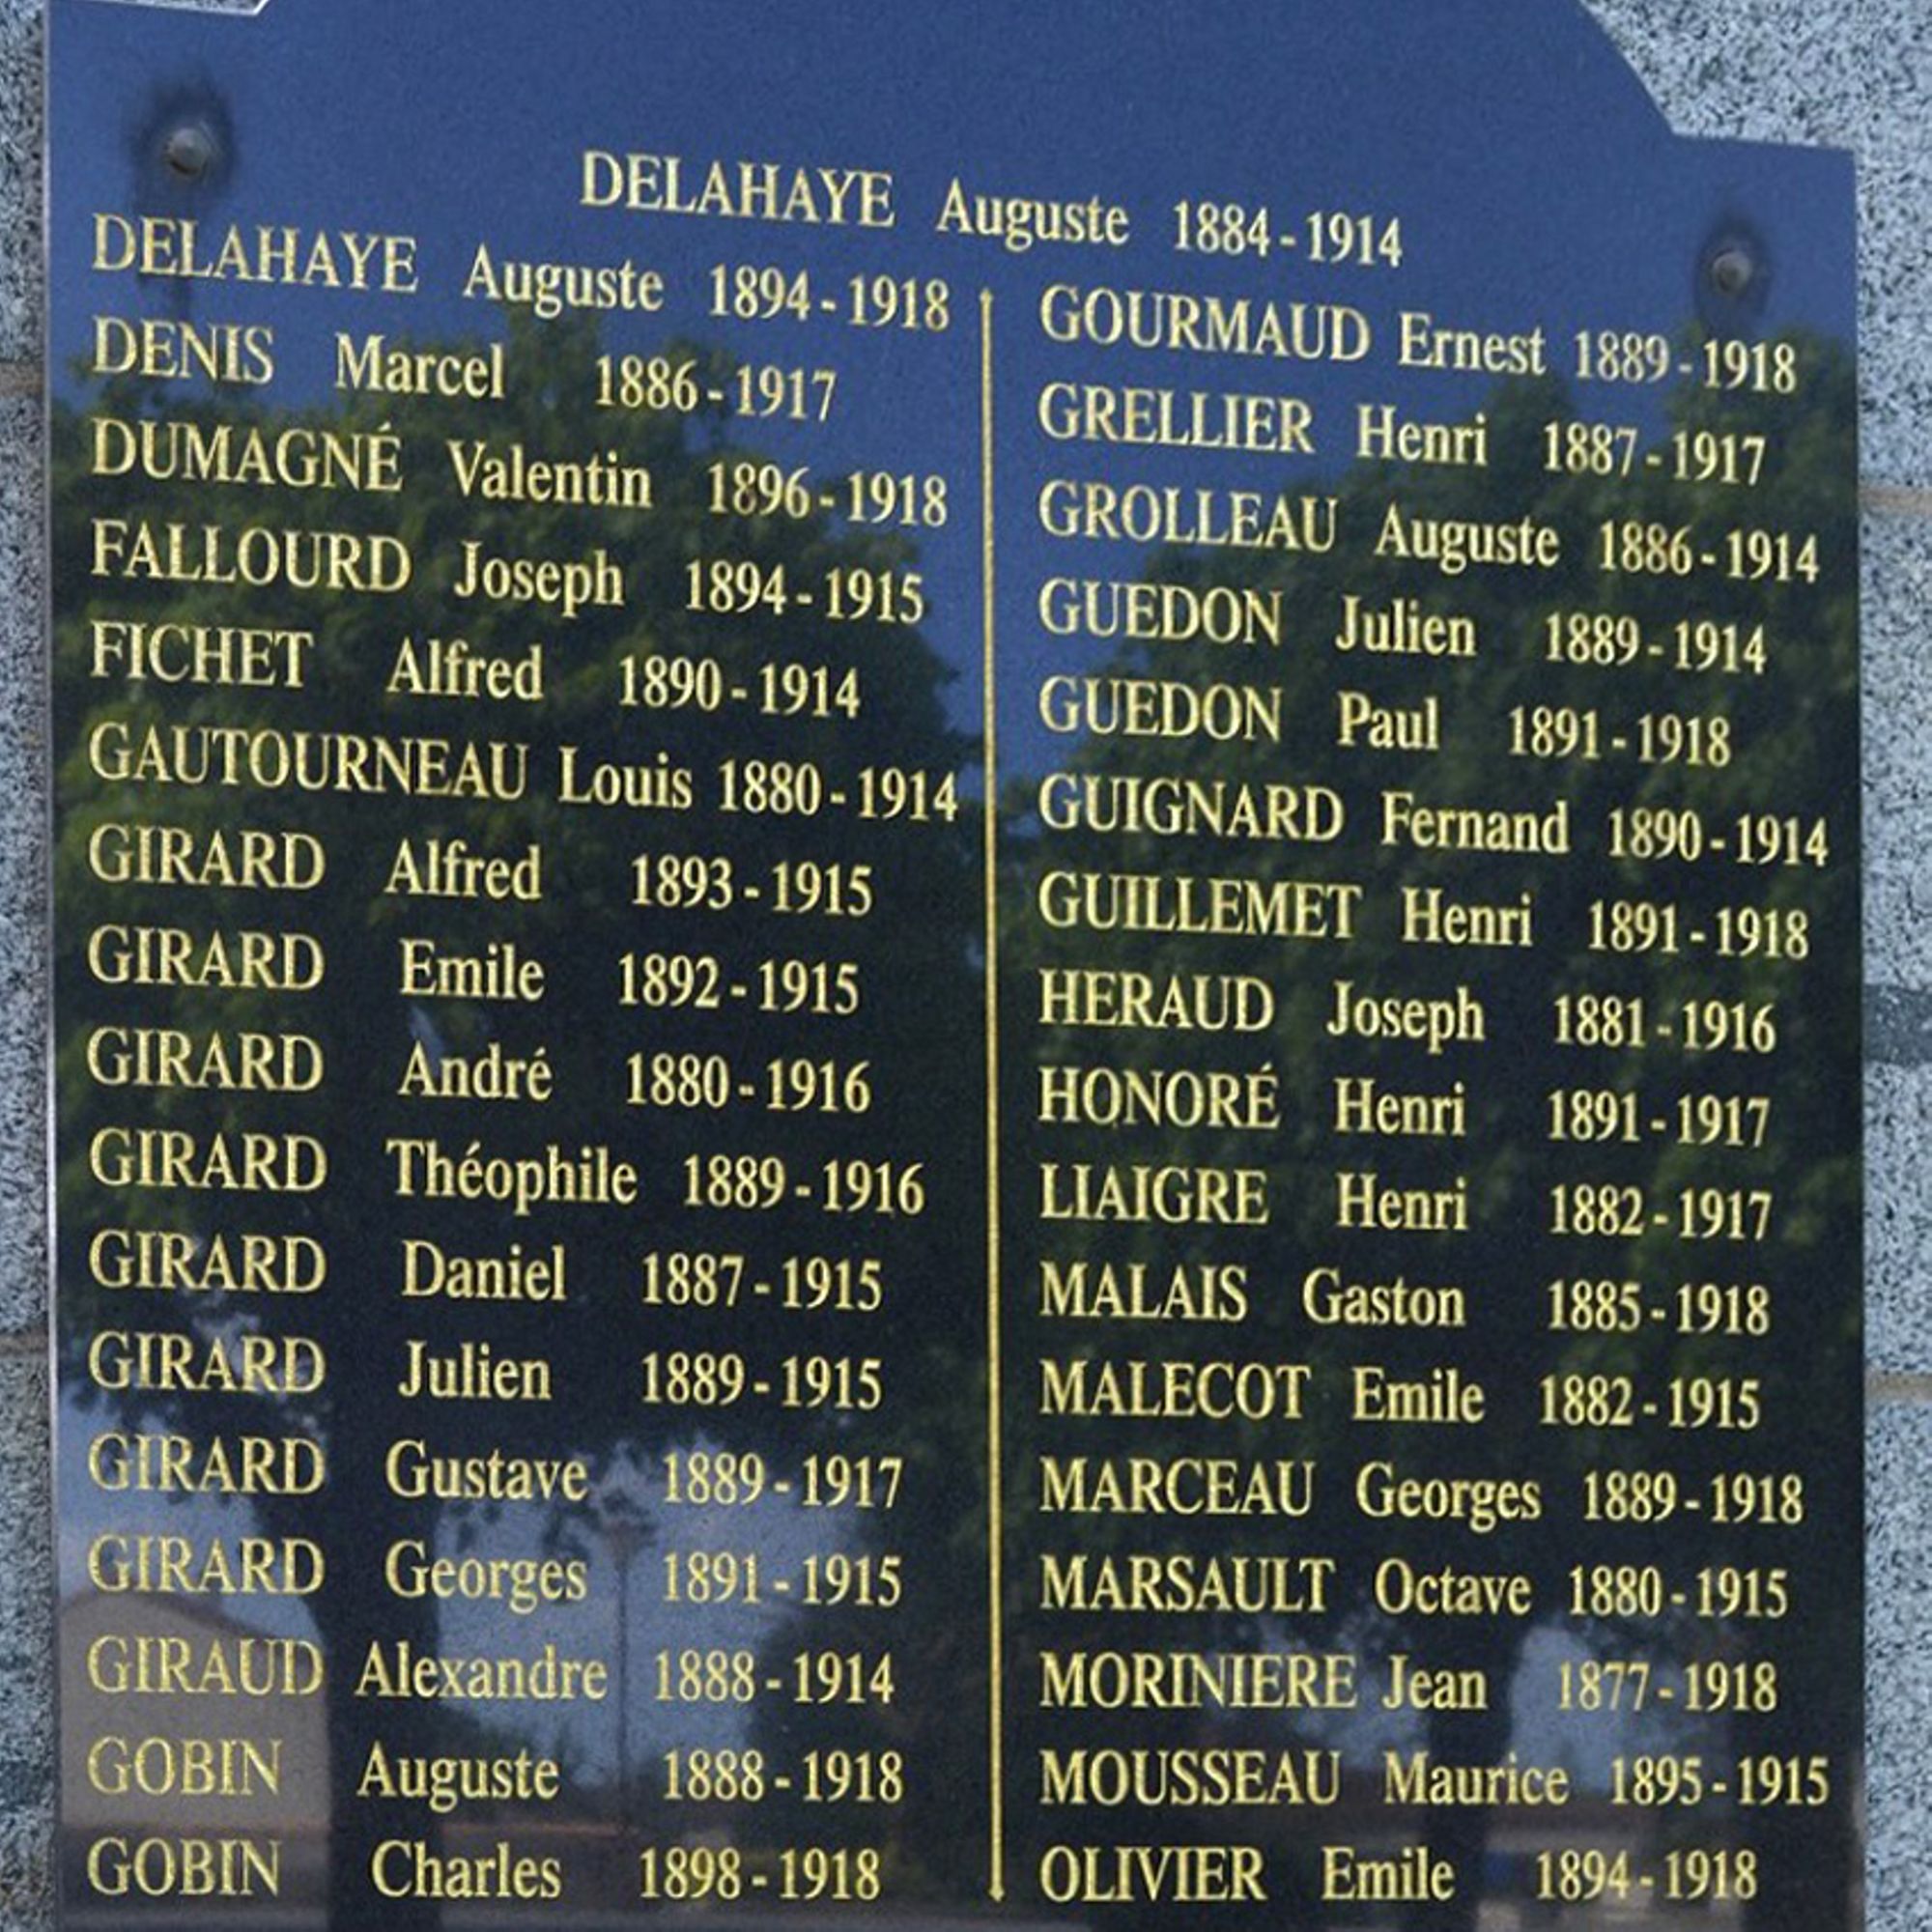 DELAHAYE Auguste 1884-1914
DELAHAYE Auguste 1894-1918
DENIS Marcel 1886-1917
DUMAGNÉ Valentin 1896-1918
FALLOURD Joseph 1894-1915
FICHET Alfred 1890-1914
GAUTOURNEAU Louis 1880-1914
GIRARD Alfred 1893-1915
GIRARD Emile 1892-1915
GIRARD André 1880-1916
GIRARD Théophile 1889-1916
GIRARD Daniel 1887-1915
GIRARD Julien 1889-1915
GIRARD Gustave 1889-1917
GIRARD Georges 1891-1915
GIRAUD Alexandre 1888-1914
GOBIN Auguste 1888-1918
GOBIN Charles 1898-1918
GOURMAUD Ernest 1889-1918
GRELLIER Henri 1887-1917
GROLLEAU Auguste 1886-1914
GUEDON Julien 1889-1914
GUEDON Paul 1891-1918
GUIGNARD Fernand 1890-1914
GUILLEMET Henri 1891-1918
HERAUD Joseph 1881-1916
HONORÉ Henri 1891-1917
LIAIGRE Henri 1882-1917
MALAIS Gaston 1885-1918
MALECOT Emile 1882-1915
MARCEAU Georges 1889-1918
MARSAULT Octave 1880-1915
MORINIERE Jean 1877-1918
MOUSSEAU Maurice 1895-1915
OLIVIER Emile 1894-1918